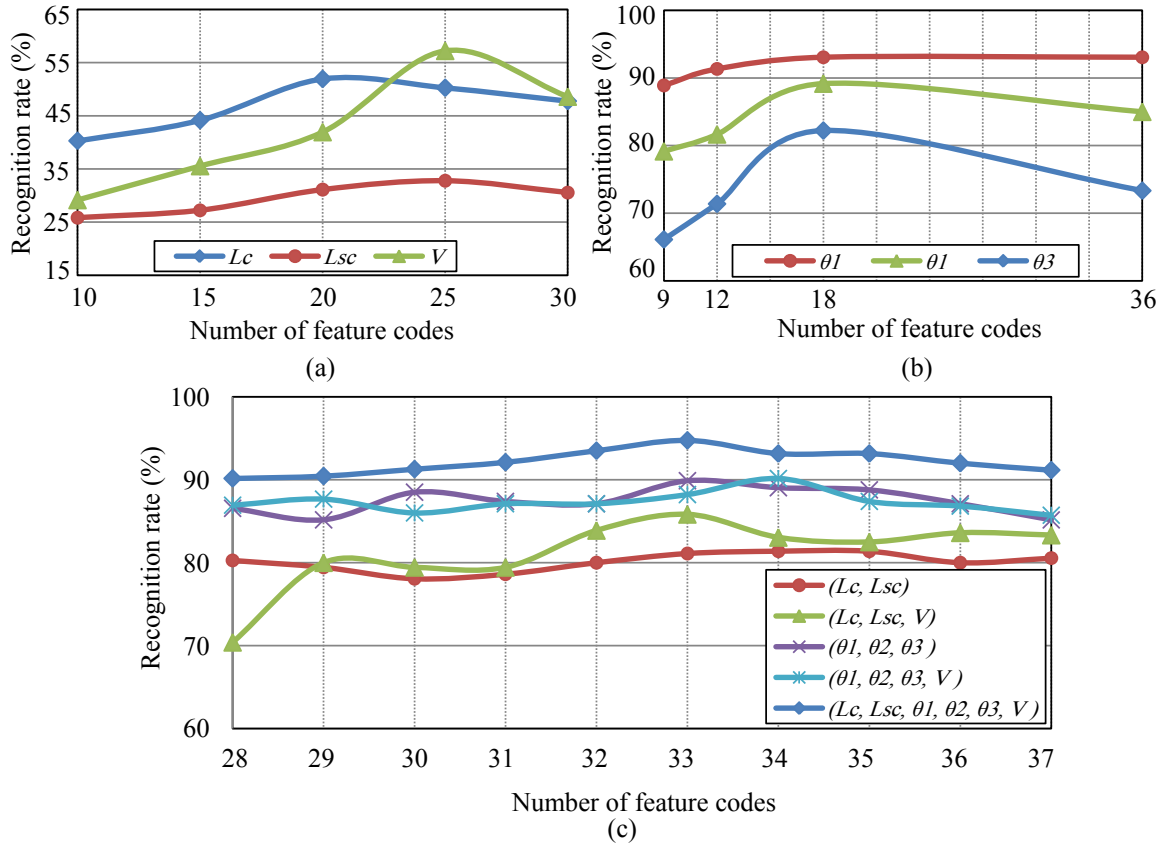 Recognition rate (%)
65
55
45
35
25
15
Lc Lsc V
10 15 20 25 30
Number of feature codes
(a)
Recognition rate (%)
100
90
80
70
60
θ1 θ1 θ3
9 12 18 36
Number of feature codes
(b)
Recognition rate (%)
100
90
80
70
60
(Lc, Lsc)
(Lc, Lsc, V)
(θ1, θ2, θ3 )
(θ1, θ2, θ3, V )
(Lc, Lsc, θ1, θ2, θ3, V )
28 29 30 31 32 33 34 35 36 37
Number of feature codes
(c)